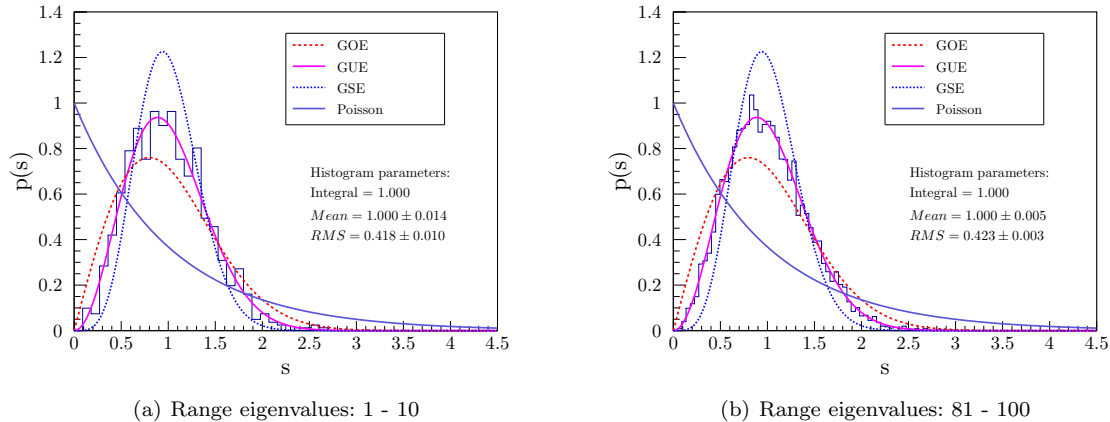 1.4
1.2
1
0.8
0.6
0.4
0.2
0
p(s)
0
0.5
1
1.5
2
2.5
3
3.5
4
4.5
s
GOE
GUE
GSE
Poisson
Histogram parameters:
Integral = 1.000
Mean = 1.000 ± 0.014
RMS = 0.418 ± 0.010
(a) Range eigenvalues: 1 - 10
1.4
1.2
1
0.8
0.6
0.4
0.2
0
p(s)
0
0.5
1
1.5
2
2.5
3
3.5
4
4.5
s
GOE
GUE
GSE
Poisson
Histogram parameters:
Integral = 1.000
Mean = 1.000 ± 0.005
RMS = 0.423 ± 0.003
(b) Range eigenvalues: 81 - 100